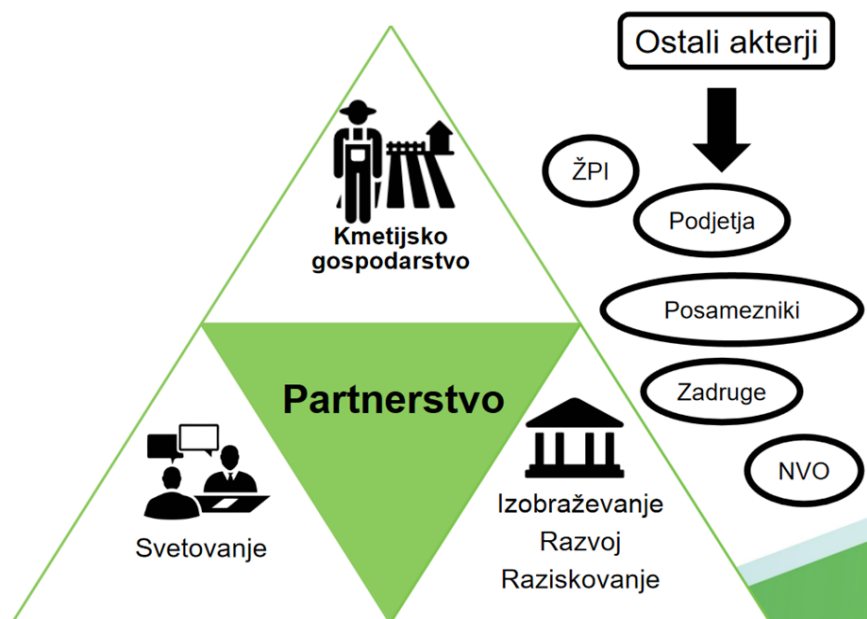 Ostali akterji
ŽPI
Podjetja
Posamezniki
Zadruge
NVO
Kmetijsko
gospodarstvo
Partnerstvo
Svetovanje
Izobraževanje
Razvoj
Raziskovanje